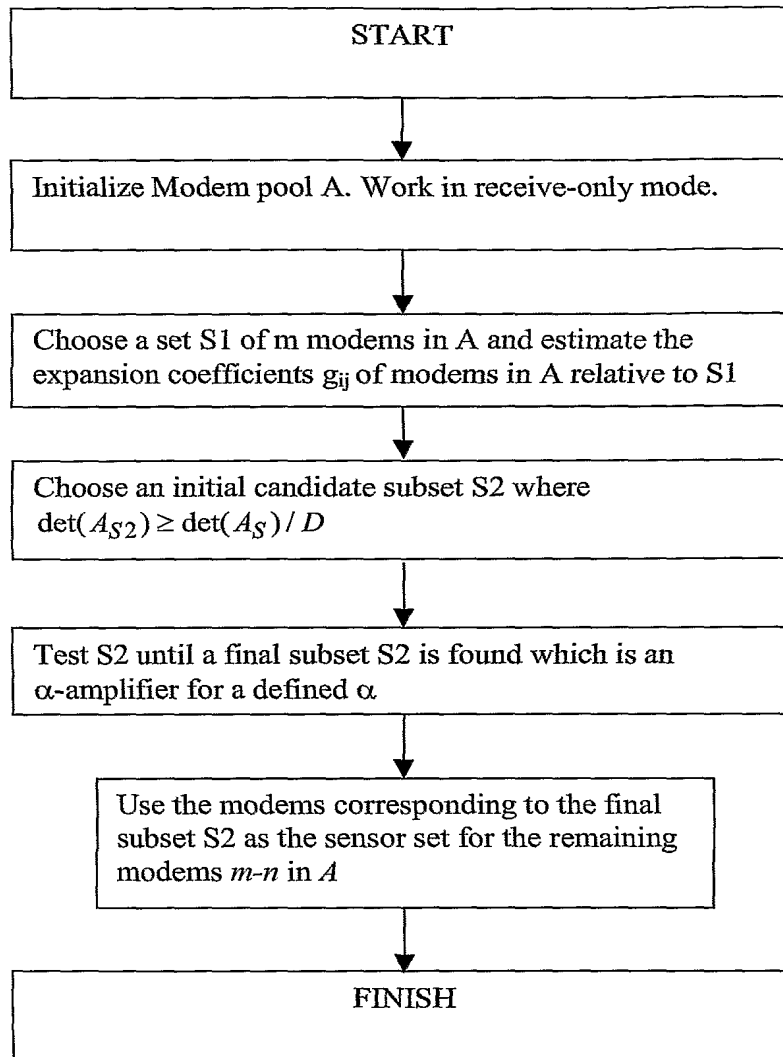 START
Initialize Modem pool A. Work in receive-only mode.
Choose a set S1 of m modems in A and estimate the
expansion coefficients gᵢⱼ of modems in A relative to S1
Choose an initial candidate subset S2 where
det(A_{S2}) ≥ det(A_S) / D
Test S2 until a final subset S2 is found which is an
α-amplifier for a defined α
Use the modems corresponding to the final
subset S2 as the sensor set for the remaining
modems m-n in A
FINISH